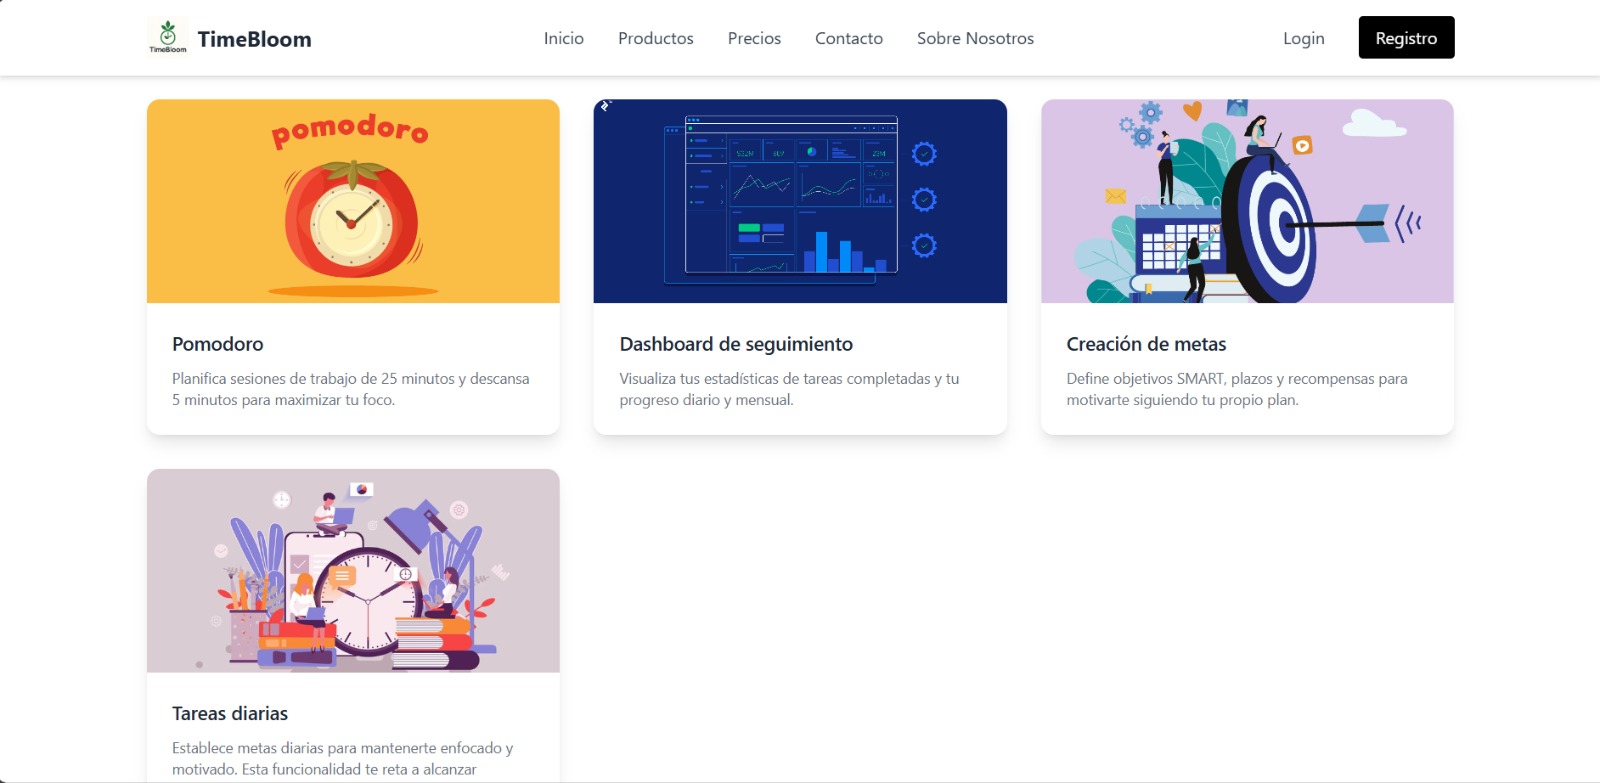 TimeBloom
TimeBloom
Inicio
Productos
Precios
Contacto
Sobre Nosotros
Login
Registro
pomodoro
Pomodoro
Planifica sesiones de trabajo de 25 minutos y descansa
5 minutos para maximizar tu foco.
Dashboard de seguimiento
Visualiza tus estadísticas de tareas completadas y tu
progreso diario y mensual.
Creación de metas
Define objetivos SMART, plazos y recompensas para
motivarte siguiendo tu propio plan.
Tareas diarias
Establece metas diarias para mantenerte enfocado y
motivado. Esta funcionalidad te reta a alcanzar